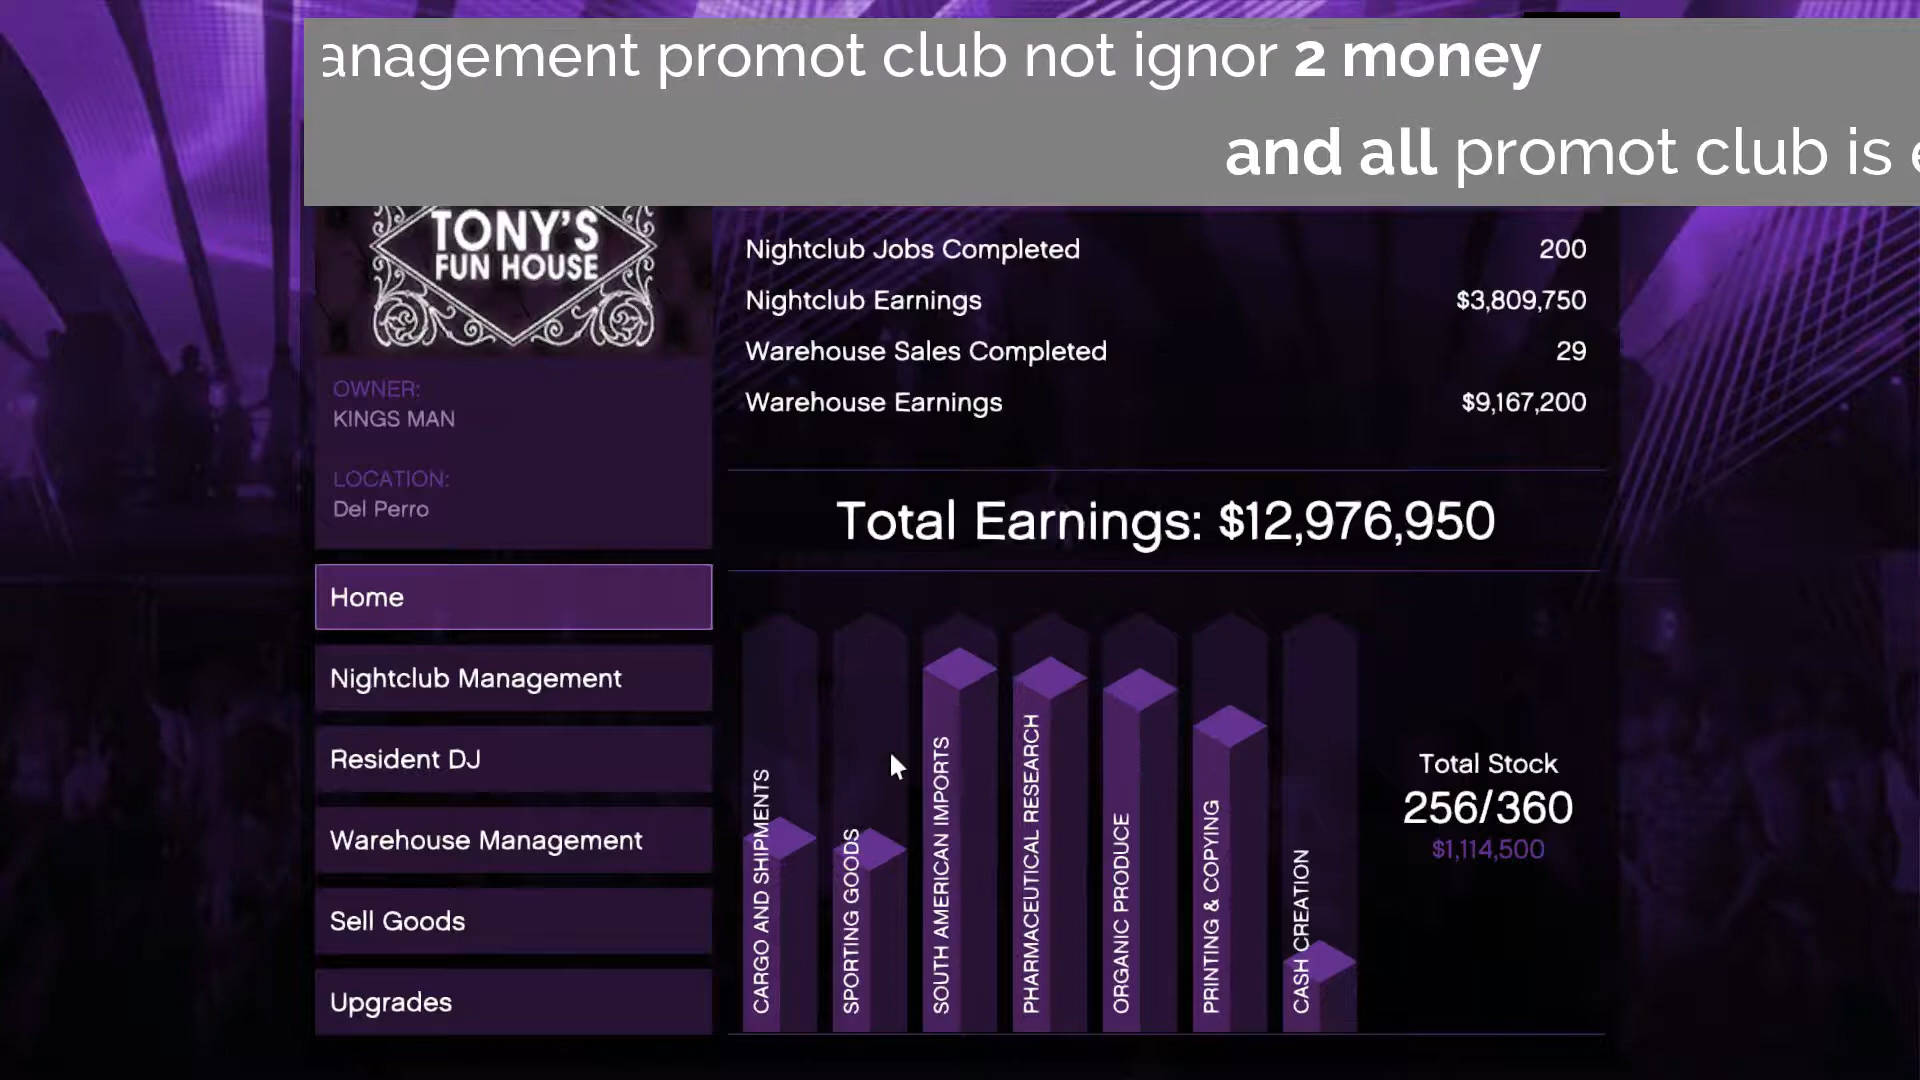 anagement promot club not ignor 2 money
and all promot club is
TONY'S
FUN HOUSE
OWNER:
KINGS MAN
LOCATION:
Del Perro
Home
Nightclub Management
Resident DJ
Warehouse Management
Sell Goods
Upgrades
Nightclub Jobs Completed 200
Nightclub Earnings $3,809,750
Warehouse Sales Completed 29
Warehouse Earnings $9,167,200
Total Earnings: $12,976,950
CARGO AND SHIPMENTS
SPORTING GOODS
SOUTH AMERICAN IMPORTS
PHARMACEUTICAL RESEARCH
ORGANIC PRODUCE
PRINTING & COPYING
CASH CREATION
Total Stock
256/360
$1,114,500